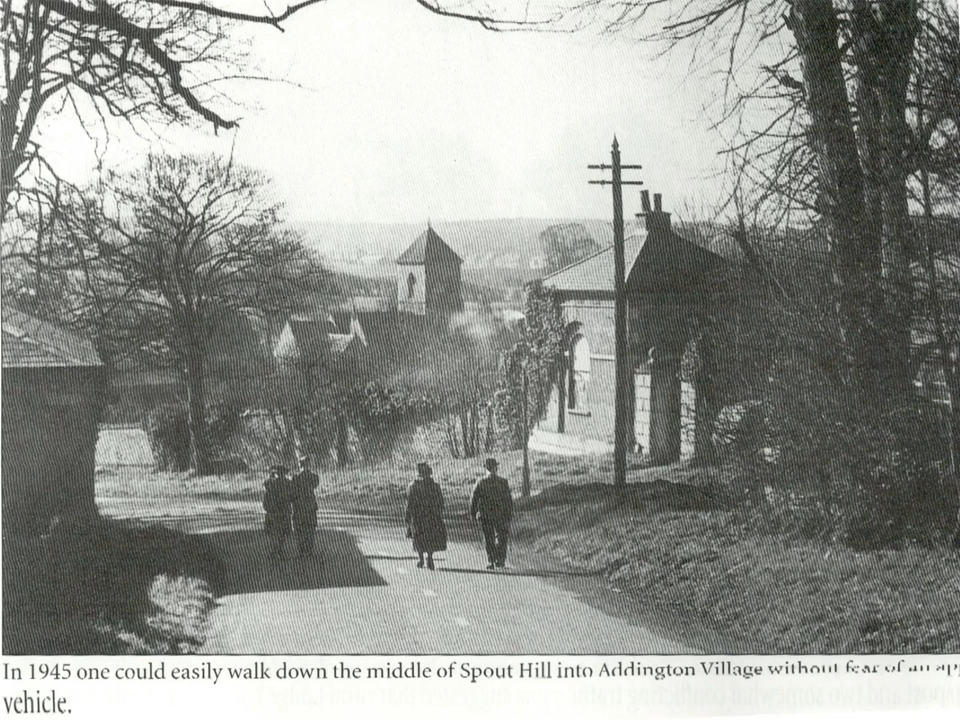 In 1945 one could easily walk down the middle of Spout Hill into Addington Village without fear of an
vehicle.